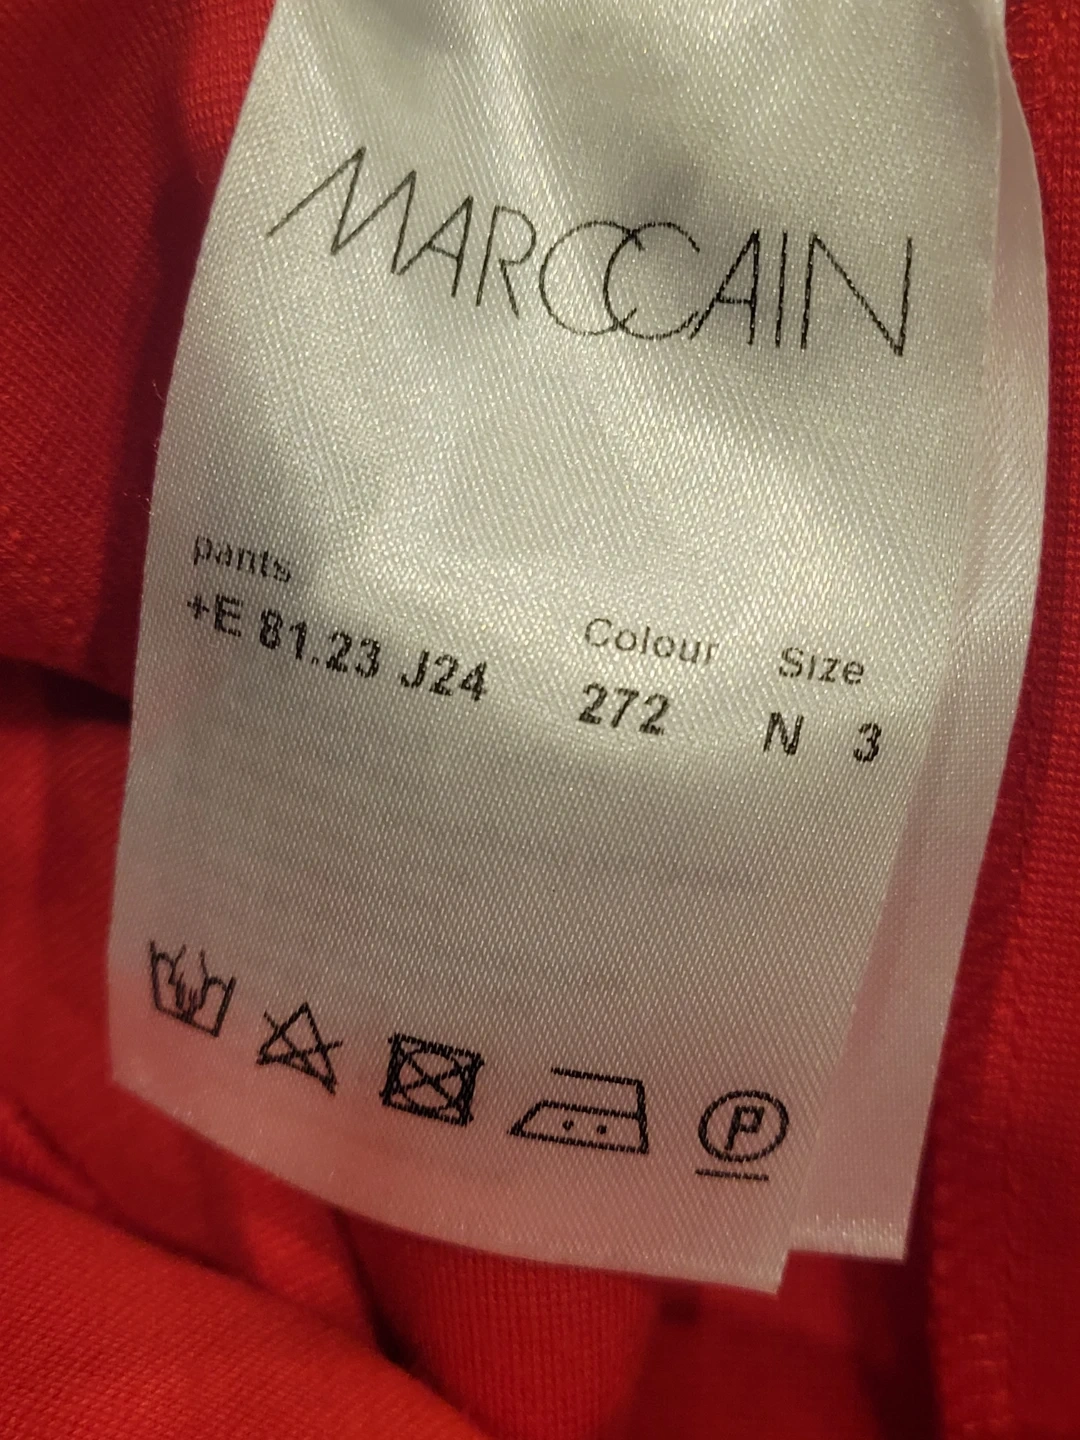 MARCCAIN
pants Colour Size
+E 81.23 J24 272 N 3
P